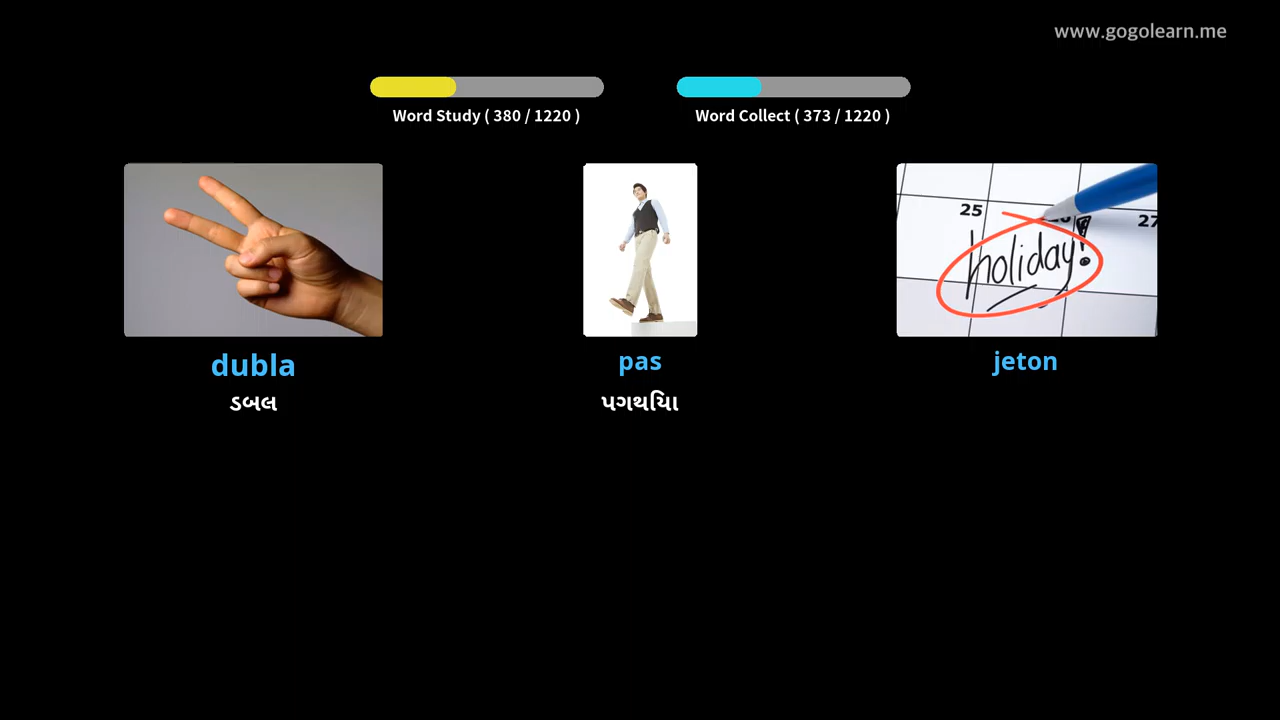 www.gogolearn.me
Word Study ( 380 / 1220 )
Word Collect ( 373 / 1220 )
25
27
holiday!
dubla
pas
jeton
ડબલ
પગથિયા